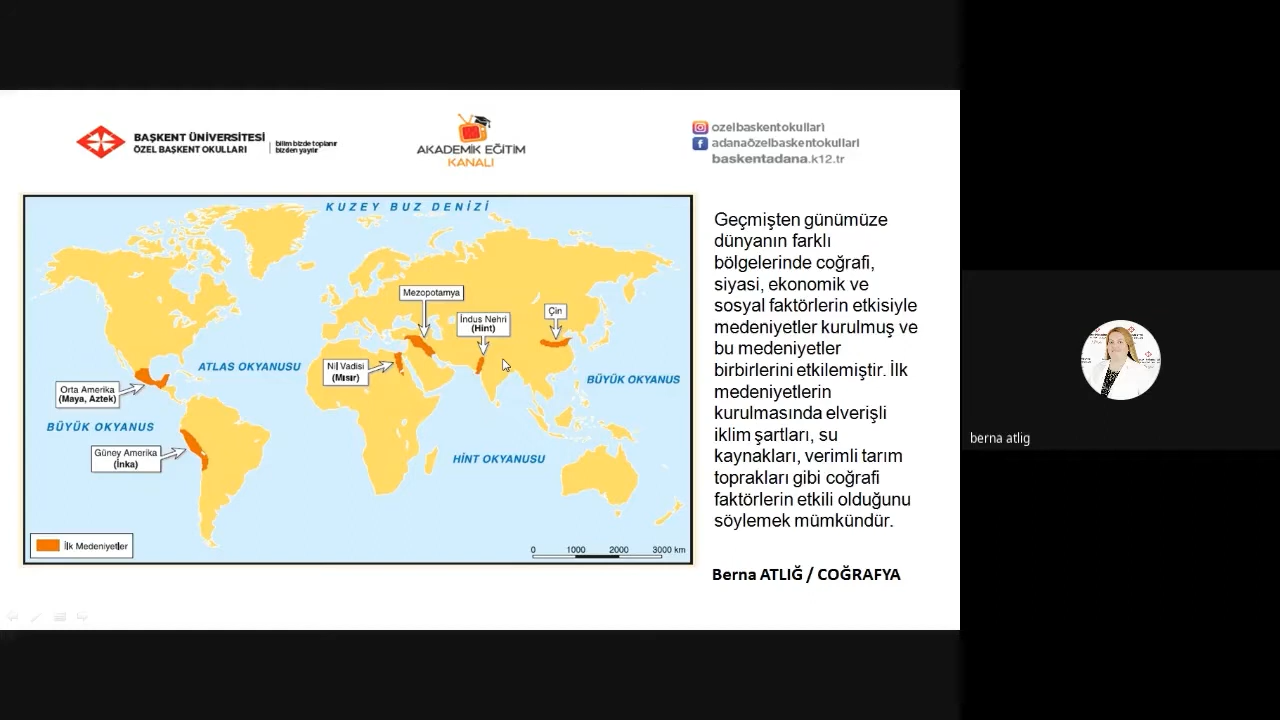 BAŞKENT ÜNİVERSİTESİ
ÖZEL BAŞKENT OKULLARI
bilim bizde toplanır
bizden yayılır
AKADEMİK EĞİTİM
KANALI
ozelbaskentokullari
adanaözelbaskentokullari
baskentadana.k12.tr
KUZEY BUZ DENİZİ
Mezopotamya
İndus Nehri
(Hint)
Çin
Nil Vadisi
(Mısır)
ATLAS OKYANUSU
BÜYÜK OKYANUS
Orta Amerika
(Maya, Aztek)
BÜYÜK OKYANUS
Güney Amerika
(İnka)
HİNT OKYANUSU
İlk Medeniyetler
0 1000 2000 3000 km
Geçmişten günümüze
dünyanın farklı
bölgelerinde coğrafi,
siyasi, ekonomik ve
sosyal faktörlerin etkisiyle
medeniyetler kurulmuş ve
bu medeniyetler
birbirlerini etkilemiştir. İlk
medeniyetlerin
kurulmasında elverişli
iklim şartları, su
kaynakları, verimli tarım
toprakları gibi coğrafi
faktörlerin etkili olduğunu
söylemek mümkündür.
Berna ATLIĞ / COĞRAFYA
berna atlig